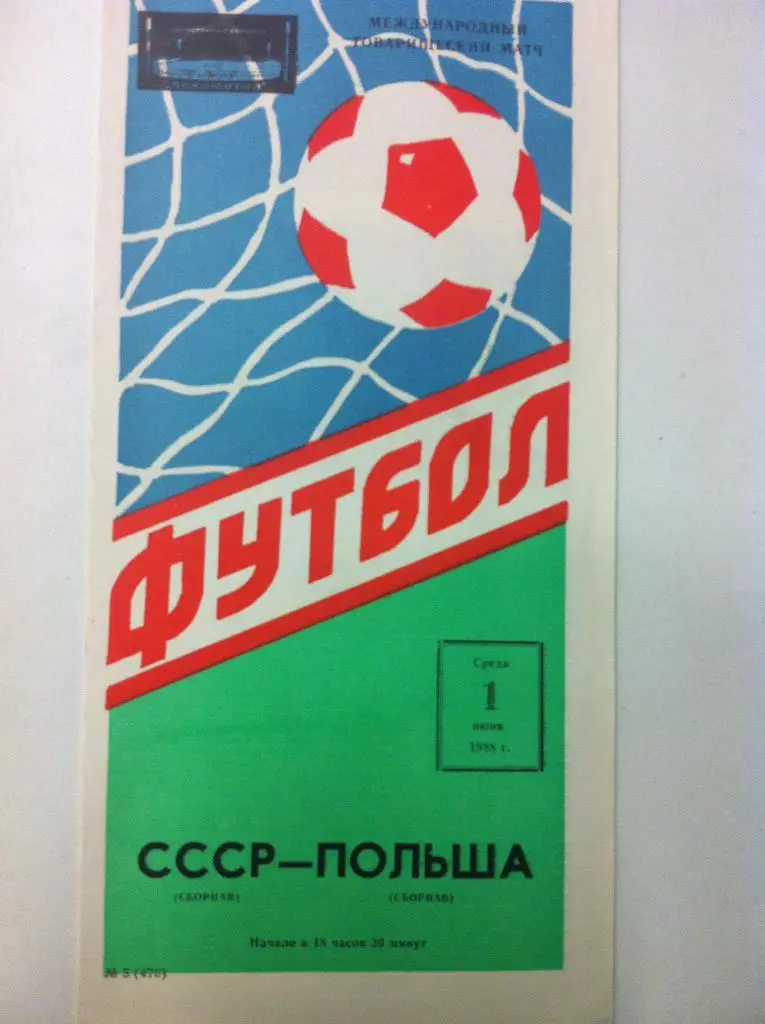 МЕЖДУНАРОДНЫЙ
ТОВАРИЩЕСКИЙ МАТЧ
ФУТБОЛ
Среда
1
июня
1988 г.
СССР—ПОЛЬША
(СБОРНАЯ) (СБОРНАЯ)
Начало в 18 часов 30 минут
№ 5 (470)